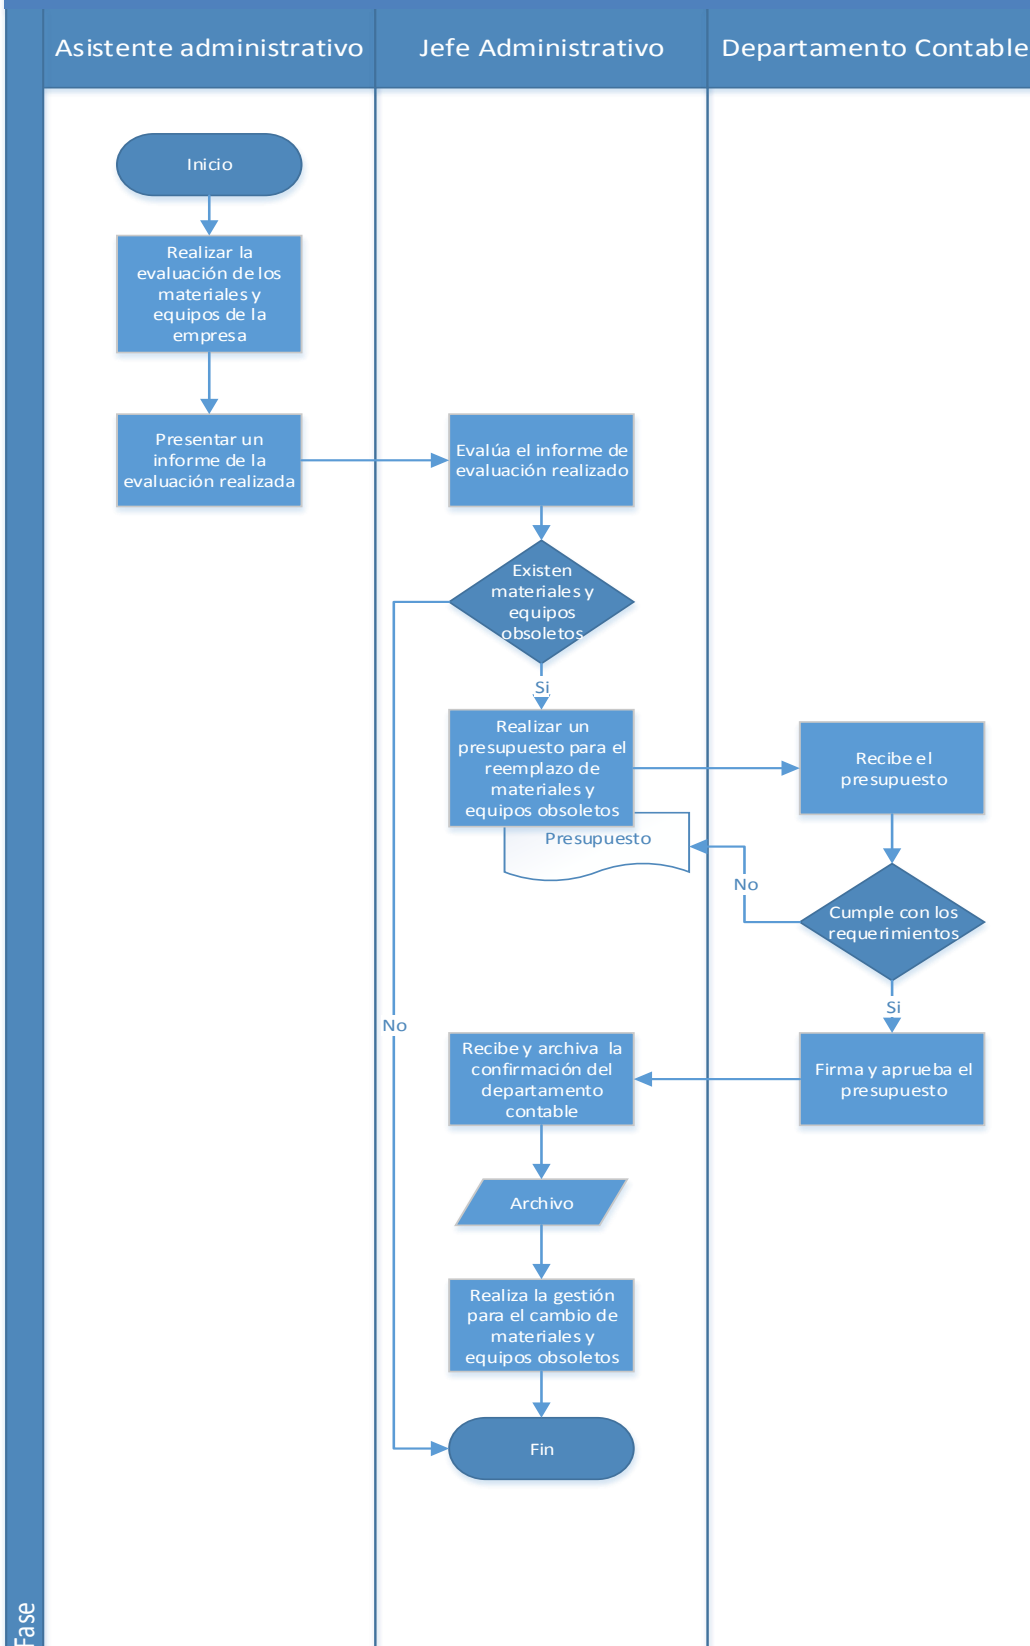 Asistente administrativo
Jefe Administrativo
Departamento Contable
Inicio
Realizar la
evaluación de los
materiales y
equipos de la
empresa
Presentar un
informe de la
evaluación realizada
Evalúa el informe de
evaluación realizado
Existen
materiales y
equipos
obsoletos
Si
Realizar un
presupuesto para el
reemplazo de
materiales y
equipos obsoletos
Presupuesto
Recibe el
presupuesto
No
Cumple con los
requerimientos
Si
No
Recibe y archiva la
confirmación del
departamento
contable
Firma y aprueba el
presupuesto
Archivo
Realiza la gestión
para el cambio de
materiales y
equipos obsoletos
Fin
Fase